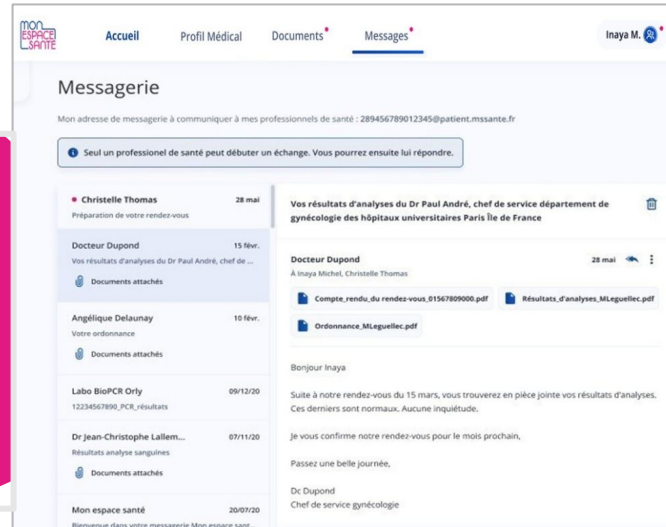 mon
ESPACE
SANTÉ
Accueil
Profil Médical
Documents
Messages
Inaya M.
Messagerie
Mon adresse de messagerie à communiquer à mes professionnels de santé : 289456789012345@patient.mssante.fr
Seul un professionel de santé peut débuter un échange. Vous pourrez ensuite lui répondre.
Christelle Thomas 28 mai
Préparation de votre rendez-vous
Docteur Dupond 15 févr.
Vos résultats d'analyses du Dr Paul André, chef de ...
Documents attachés
Angélique Delaunay 10 févr.
Votre ordonnance
Documents attachés
Labo BioPCR Orly 09/12/20
12234567890_PCR_résultats
Dr Jean-Christophe Lallem... 07/11/20
Résultats analyse sanguines
Documents attachés
Mon espace santé 20/07/20
Bienvenue dans votre messagerie Mon espace sant...
Vos résultats d'analyses du Dr Paul André, chef de service département de
gynécologie des hôpitaux universitaires Paris Île de France
Docteur Dupond 28 mai
À Inaya Michel, Christelle Thomas
Compte_rendu_du rendez-vous_01567809000.pdf
Résultats_d'analyses_MLeguellec.pdf
Ordonnance_MLeguellec.pdf
Bonjour Inaya
Suite à notre rendez-vous du 15 mars, vous trouverez en pièce jointe vos résultats d'analyses.
Ces derniers sont normaux. Aucune inquiétude.
Je vous confirme notre rendez-vous pour le mois prochain,
Passez une belle journée,
Dc Dupond
Chef de service gynécologie